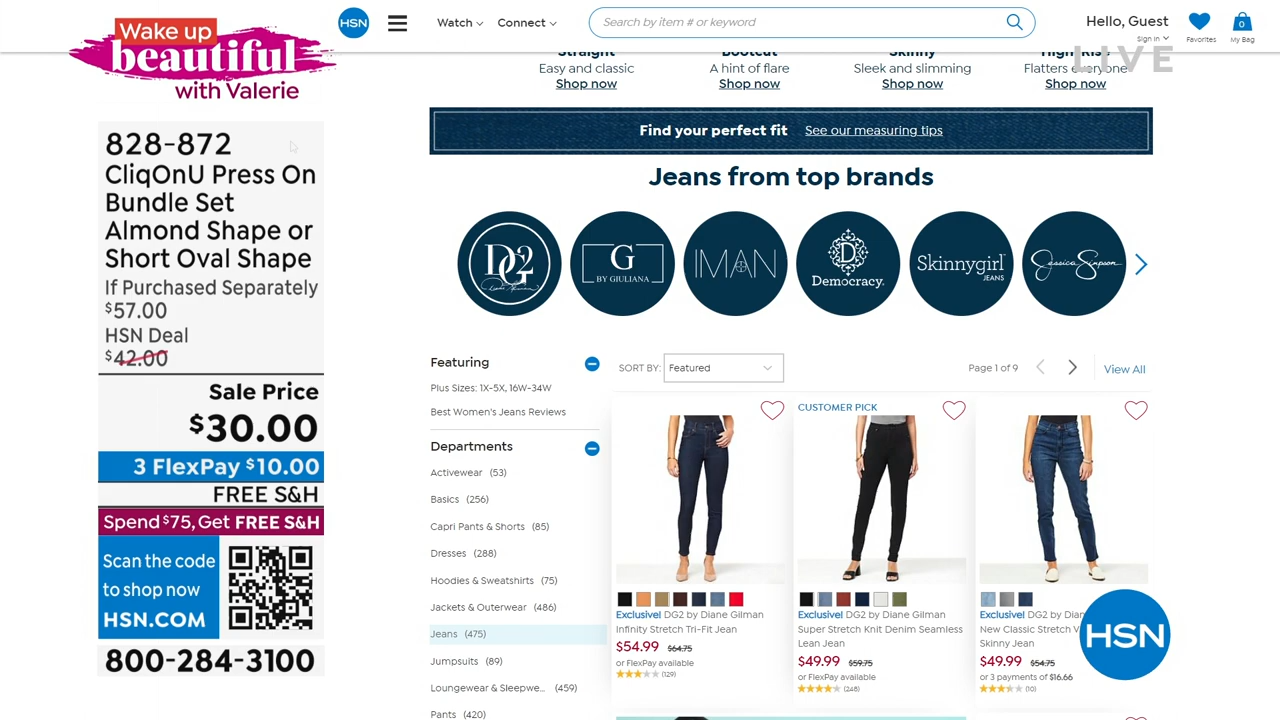 Wake up
beautiful
with Valerie
828-872
CliqOnU Press On
Bundle Set
Almond Shape or
Short Oval Shape
If Purchased Separately
$57.00
HSN Deal
$42.00
Sale Price
$30.00
3 FlexPay $10.00
FREE S&H
Spend $75, Get FREE S&H
Scan the code
to shop now
HSN.COM
800-284-3100
HSN
Watch
Connect
Search by item # or keyword
Hello, Guest
Sign In
Favorites
0
My Bag
LIVE
Straight
Easy and classic
Shop now
Bootcut
A hint of flare
Shop now
Skinny
Sleek and slimming
Shop now
High-Rise
Flatters everyone
Shop now
Find your perfect fit See our measuring tips
Jeans from top brands
DG2
G
BY GIULIANA
IMAN
D
Democracy.
Skinnygirl
JEANS
Jessica Simpson
Featuring
Plus Sizes: 1X-5X, 16W-34W
Best Women's Jeans Reviews
Departments
Activewear (53)
Basics (256)
Capri Pants & Shorts (85)
Dresses (288)
Hoodies & Sweatshirts (75)
Jackets & Outerwear (486)
Jeans (475)
Jumpsuits (89)
Loungewear & Sleepwe... (459)
Pants (420)
SORT BY: Featured
Page 1 of 9
View All
Exclusive! DG2 by Diane Gilman
Infinity Stretch Tri-Fit Jean
$54.99 $64.75
or FlexPay available
(129)
CUSTOMER PICK
Exclusive! DG2 by Diane Gilman
Super Stretch Knit Denim Seamless
Lean Jean
$49.99 $59.75
or FlexPay available
(248)
Exclusive! DG2 by Dian
New Classic Stretch V
Skinny Jean
$49.99 $54.75
or 3 payments of $16.66
(10)
HSN